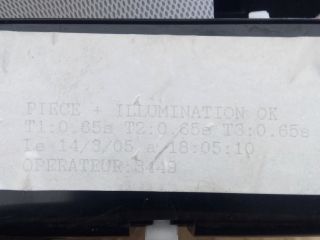 PIECE + ILLUMINATION OK
T1:0.65s T2:0.65s T3:0.65s
Le 14/3/05 a 18:05:10
OPERATEUR:3449